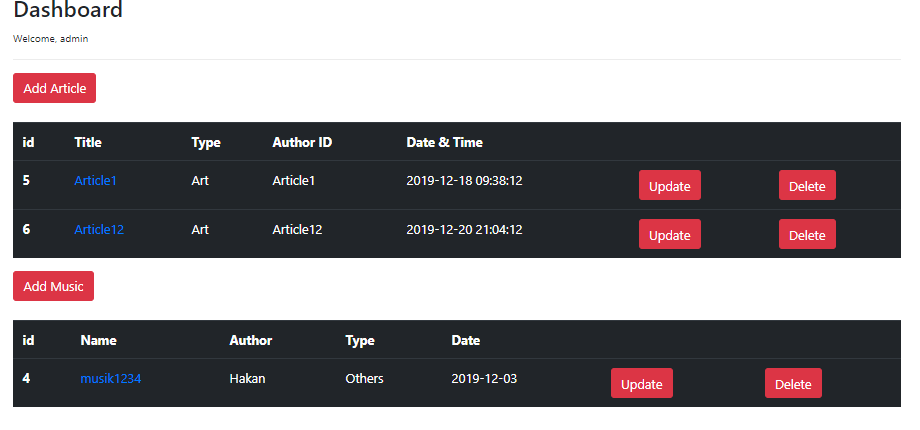 Dashboard
Welcome, admin
Add Article
id Title Type Author ID Date & Time
5 Article1 Art Article1 2019-12-18 09:38:12 Update Delete
6 Article12 Art Article12 2019-12-20 21:04:12 Update Delete
Add Music
id Name Author Type Date
4 musik1234 Hakan Others 2019-12-03 Update Delete